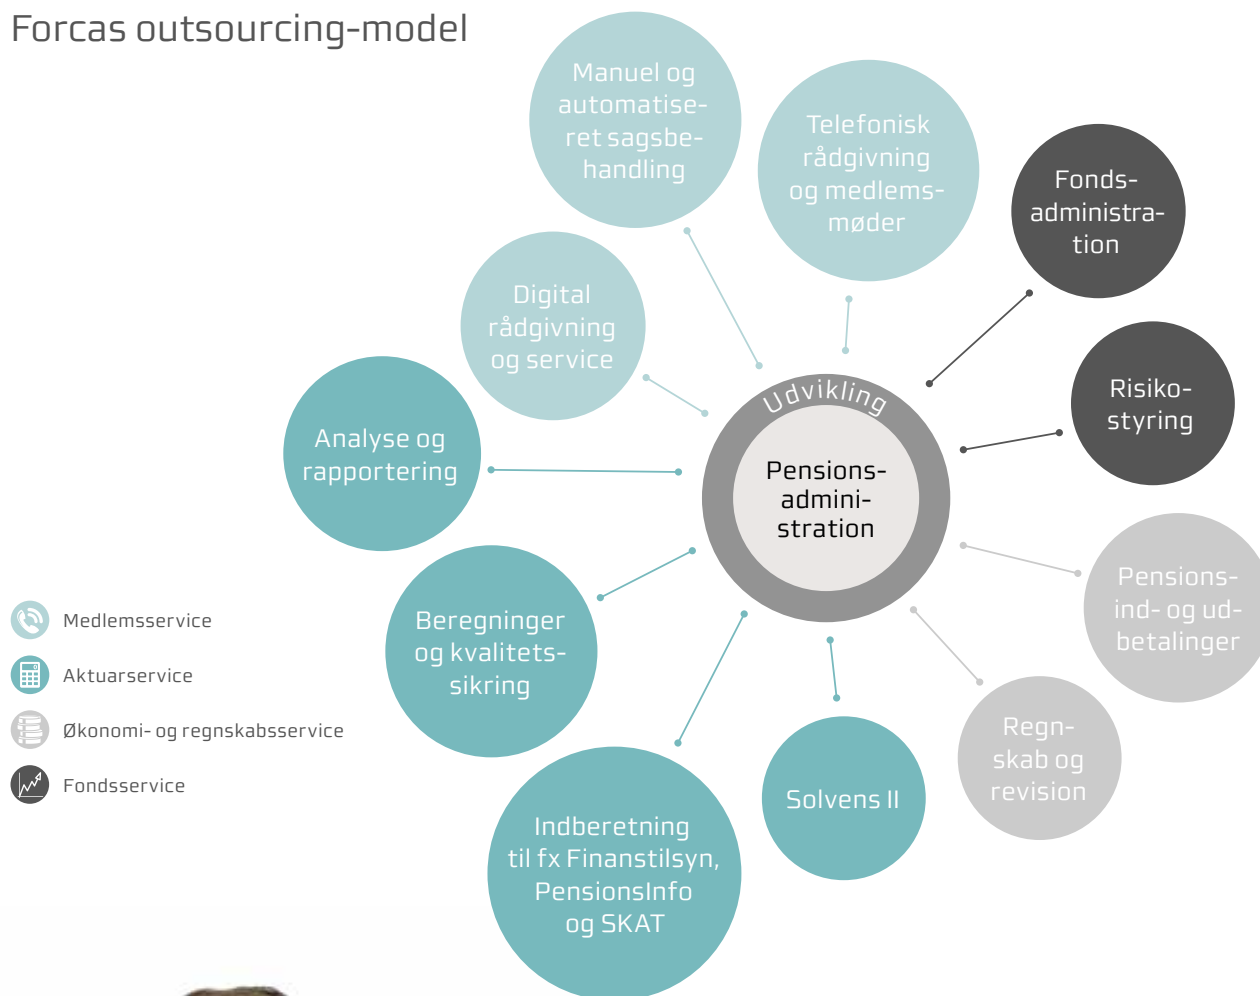 Forcas outsourcing-model
Manuel og
automatise-
ret sagsbe-
handling
Telefonisk
rådgivning
og medlems-
møder
Fonds-
administra-
tion
Digital
rådgivning
og service
Risiko-
styring
Analyse og
rapportering
Udvikling
Pensions-
admini-
stration
Pensions-
ind- og ud-
betalinger
Beregninger
og kvalitets-
sikring
Regn-
skab og
revision
Solvens II
Indberetning
til fx Finanstilsyn,
PensionsInfo
og SKAT
Medlemsservice
Aktuarservice
Økonomi- og regnskabsservice
Fondsservice